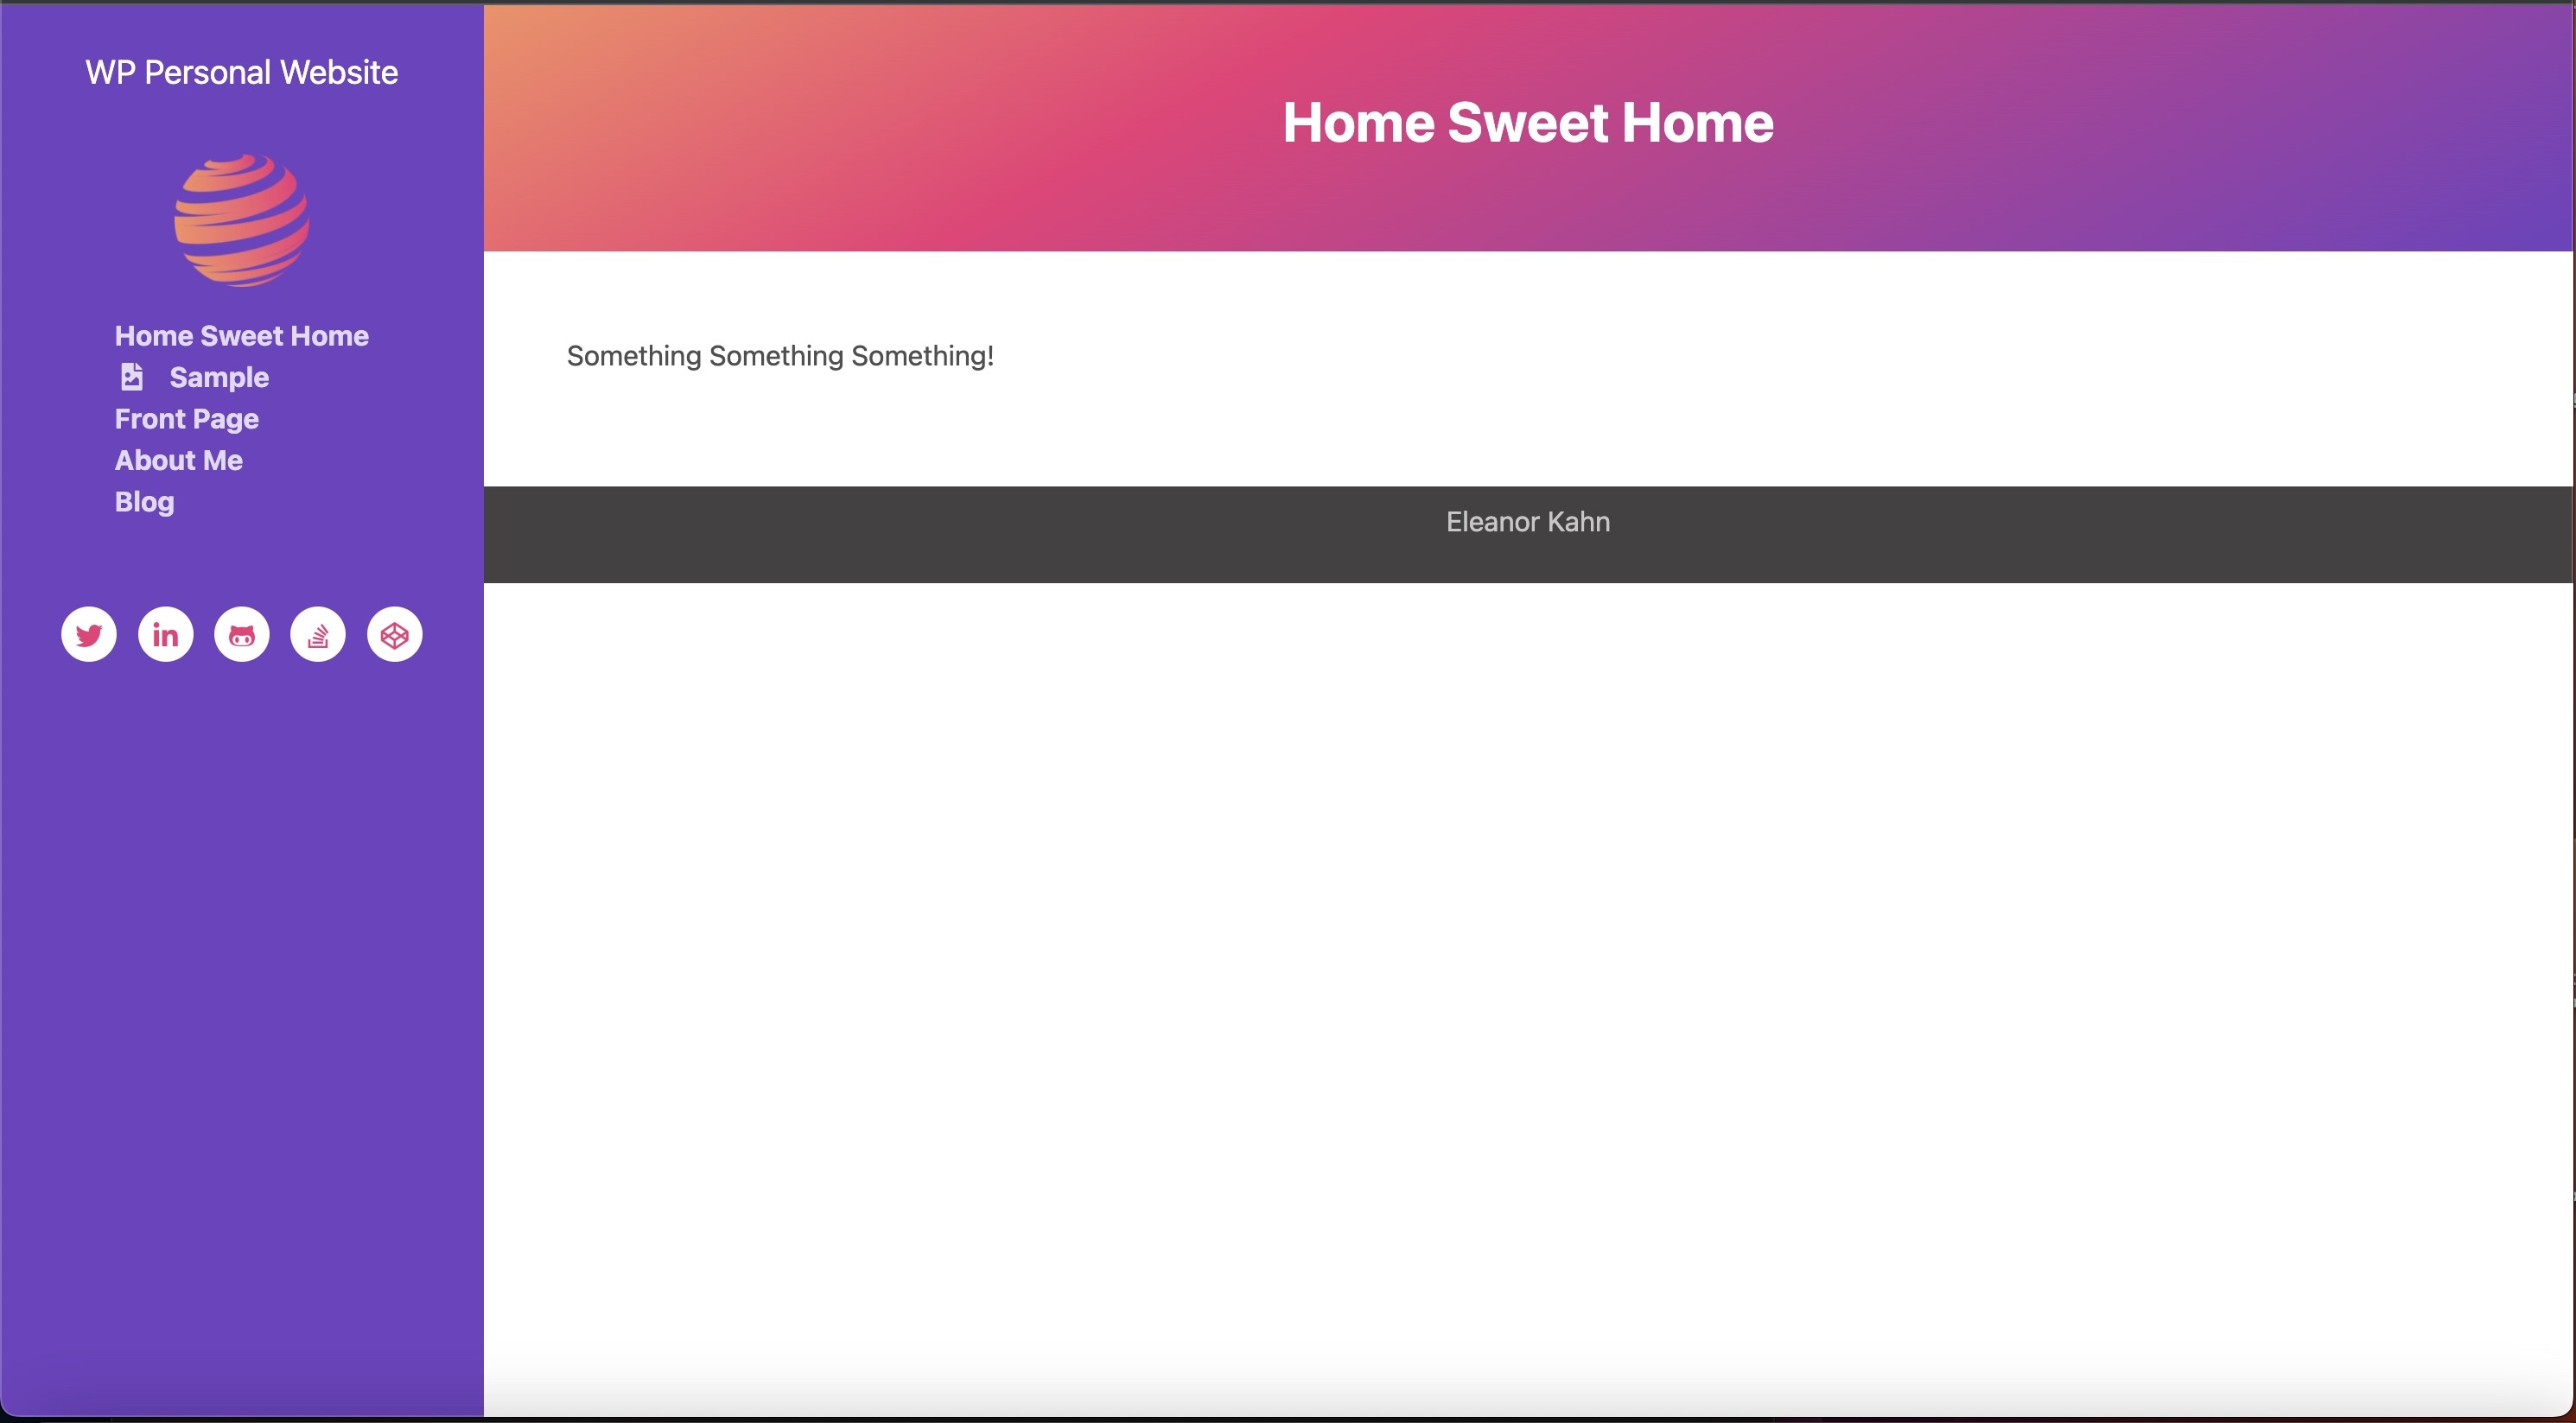 WP Personal Website
Home Sweet Home
Sample
Front Page
About Me
Blog
in
Home Sweet Home
Something Something Something!
Eleanor Kahn